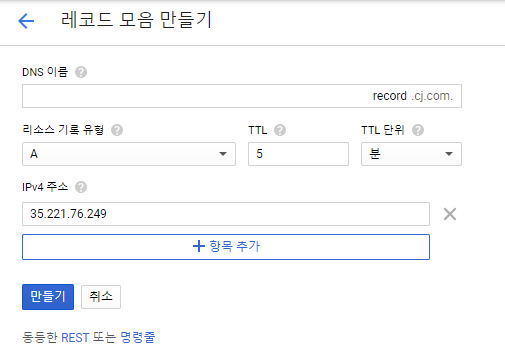 레코드 모음 만들기
DNS 이름
record .cj.com.
리소스 기록 유형 TTL TTL 단위
A 5 분
IPv4 주소
35.221.76.249
항목 추가
만들기 취소
동등한 REST 또는 명령줄